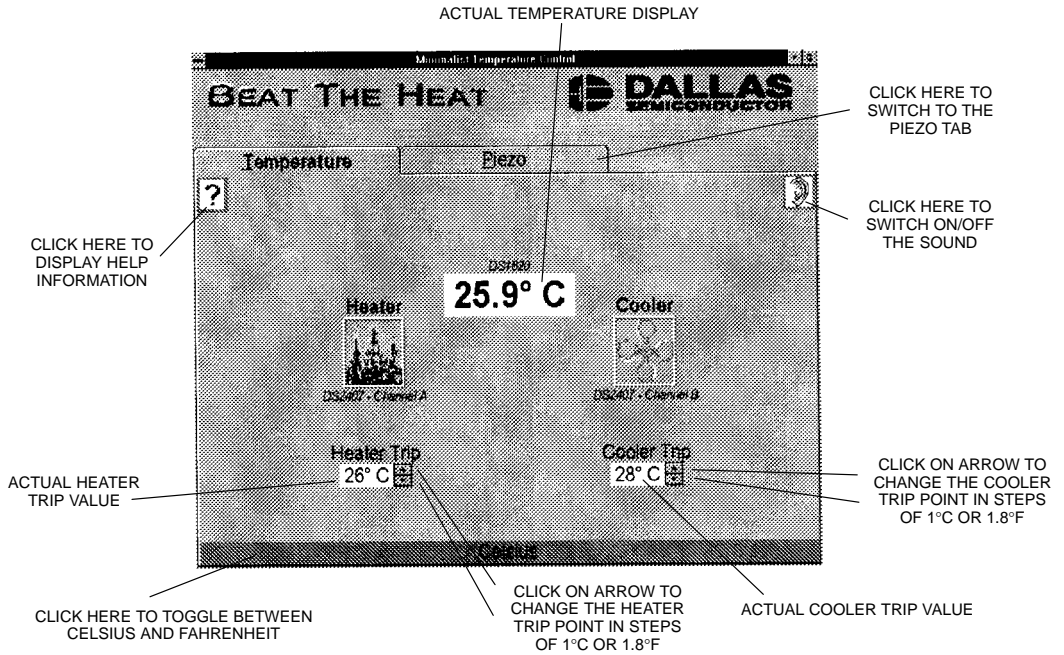 ACTUAL TEMPERATURE DISPLAY
Minimalist Temperature Control
BEAT THE HEAT
DALLAS
SEMICONDUCTOR
CLICK HERE TO
SWITCH TO THE
PIEZO TAB
Temperature
Piezo
?
CLICK HERE TO
SWITCH ON/OFF
THE SOUND
CLICK HERE TO
DISPLAY HELP
INFORMATION
DS1820
25.9° C
Heater
Cooler
DS2407 - Channel A
DS2407 - Channel B
Heater Trip
26° C
Cooler Trip
28° C
ACTUAL HEATER
TRIP VALUE
CLICK ON ARROW TO
CHANGE THE COOLER
TRIP POINT IN STEPS
OF 1°C OR 1.8°F
Celsius
CLICK HERE TO TOGGLE BETWEEN
CELSIUS AND FAHRENHEIT
CLICK ON ARROW TO
CHANGE THE HEATER
TRIP POINT IN STEPS
OF 1°C OR 1.8°F
ACTUAL COOLER TRIP VALUE